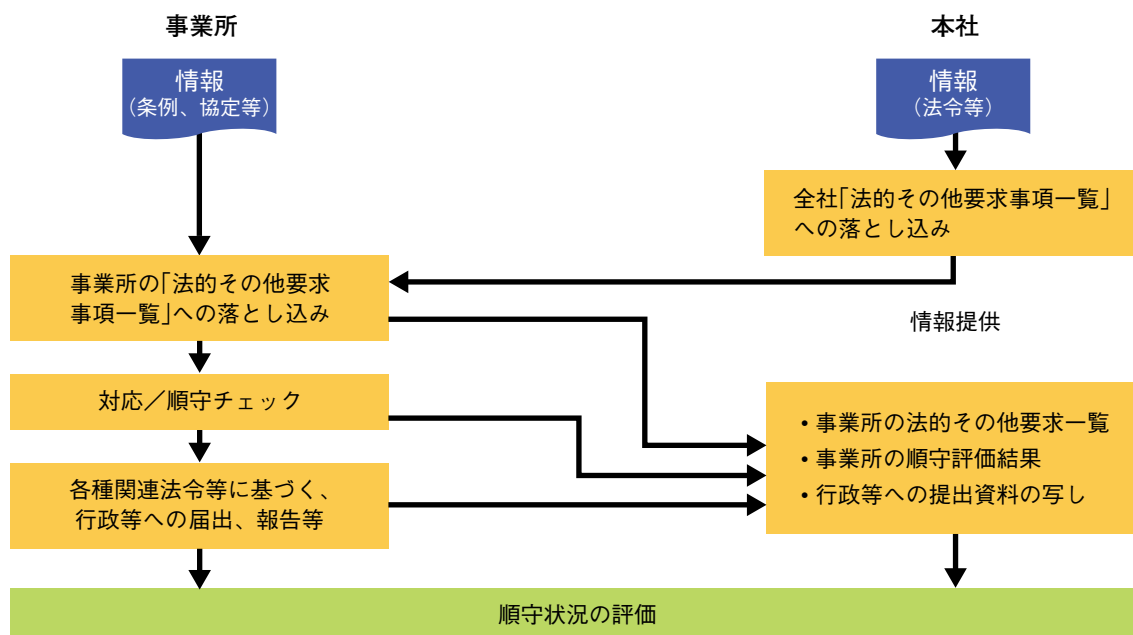 事業所
本社
情報
（条例、協定等）
情報
（法令等）
全社「法的その他要求事項一覧」
への落とし込み
事業所の「法的その他要求
事項一覧」への落とし込み
情報提供
対応／順守チェック
・事業所の法的その他要求一覧
・事業所の順守評価結果
・行政等への提出資料の写し
各種関連法令等に基づく、
行政等への届出、報告等
順守状況の評価